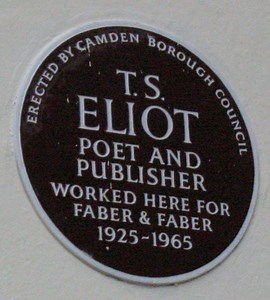 ERECTED BY CAMDEN BOROUGH COUNCIL
T.S.
ELIOT
POET AND
PUBLISHER
WORKED HERE FOR
FABER & FABER
1925-1965